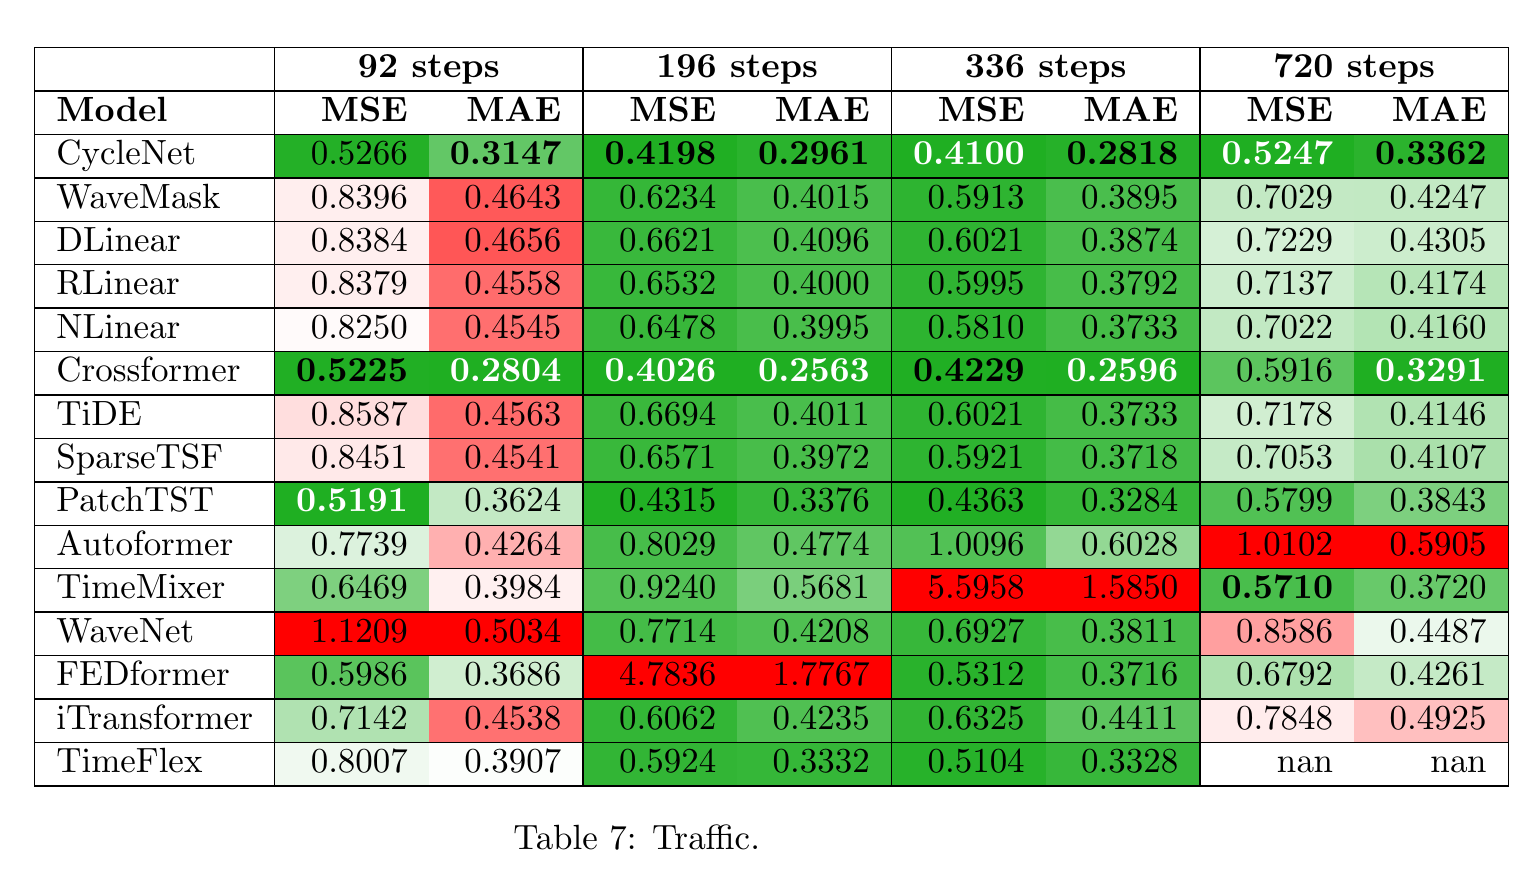 92 steps 196 steps 336 steps 720 steps
Model MSE MAE MSE MAE MSE MAE MSE MAE
CycleNet 0.5266 0.3147 0.4198 0.2961 0.4100 0.2818 0.5247 0.3362
WaveMask 0.8396 0.4643 0.6234 0.4015 0.5913 0.3895 0.7029 0.4247
DLinear 0.8384 0.4656 0.6621 0.4096 0.6021 0.3874 0.7229 0.4305
RLinear 0.8379 0.4558 0.6532 0.4000 0.5995 0.3792 0.7137 0.4174
NLinear 0.8250 0.4545 0.6478 0.3995 0.5810 0.3733 0.7022 0.4160
Crossformer 0.5225 0.2804 0.4026 0.2563 0.4229 0.2596 0.5916 0.3291
TiDE 0.8587 0.4563 0.6694 0.4011 0.6021 0.3733 0.7178 0.4146
SparseTSF 0.8451 0.4541 0.6571 0.3972 0.5921 0.3718 0.7053 0.4107
PatchTST 0.5191 0.3624 0.4315 0.3376 0.4363 0.3284 0.5799 0.3843
Autoformer 0.7739 0.4264 0.8029 0.4774 1.0096 0.6028 1.0102 0.5905
TimeMixer 0.6469 0.3984 0.9240 0.5681 5.5958 1.5850 0.5710 0.3720
WaveNet 1.1209 0.5034 0.7714 0.4208 0.6927 0.3811 0.8586 0.4487
FEDformer 0.5986 0.3686 4.7836 1.7767 0.5312 0.3716 0.6792 0.4261
iTransformer 0.7142 0.4538 0.6062 0.4235 0.6325 0.4411 0.7848 0.4925
TimeFlex 0.8007 0.3907 0.5924 0.3332 0.5104 0.3328 nan nan
Table 7: Traffic.